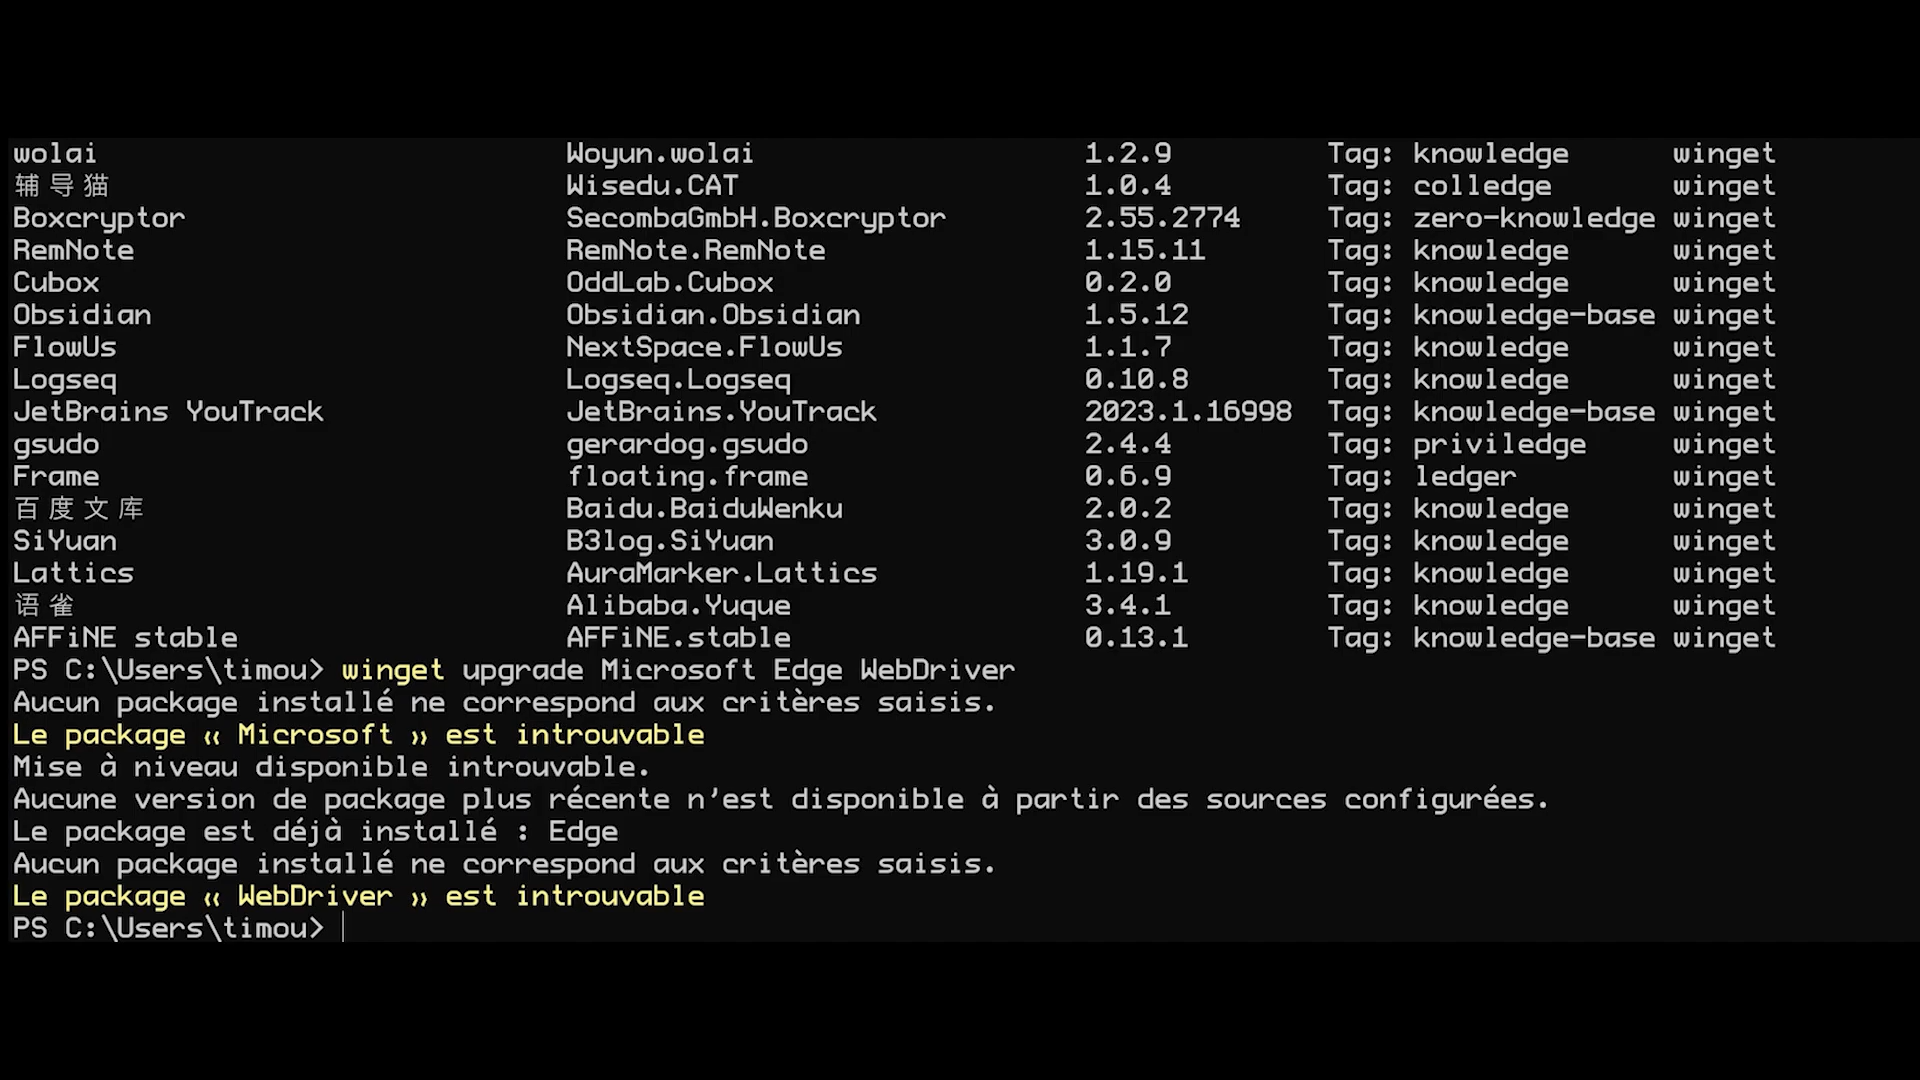 wolai Woyun.wolai 1.2.9 Tag: knowledge winget
辅导猫 Wisedu.CAT 1.0.4 Tag: colledge winget
Boxcryptor SecombaGmbH.Boxcryptor 2.55.2774 Tag: zero-knowledge winget
RemNote RemNote.RemNote 1.15.11 Tag: knowledge winget
Cubox OddLab.Cubox 0.2.0 Tag: knowledge winget
Obsidian Obsidian.Obsidian 1.5.12 Tag: knowledge-base winget
FlowUs NextSpace.FlowUs 1.1.7 Tag: knowledge winget
Logseq Logseq.Logseq 0.10.8 Tag: knowledge winget
JetBrains YouTrack JetBrains.YouTrack 2023.1.16998 Tag: knowledge-base winget
gsudo gerardog.gsudo 2.4.4 Tag: priviledge winget
Frame floating.frame 0.6.9 Tag: ledger winget
百度文库 Baidu.BaiduWenku 2.0.2 Tag: knowledge winget
SiYuan B3log.SiYuan 3.0.9 Tag: knowledge winget
Lattics AuraMarker.Lattics 1.19.1 Tag: knowledge winget
语雀 Alibaba.Yuque 3.4.1 Tag: knowledge winget
AFFiNE stable AFFiNE.stable 0.13.1 Tag: knowledge-base winget
PS C:\Users\timou> winget upgrade Microsoft Edge WebDriver
Aucun package installé ne correspond aux critères saisis.
Le package « Microsoft » est introuvable
Mise à niveau disponible introuvable.
Aucune version de package plus récente n'est disponible à partir des sources configurées.
Le package est déjà installé : Edge
Aucun package installé ne correspond aux critères saisis.
Le package « WebDriver » est introuvable
PS C:\Users\timou>